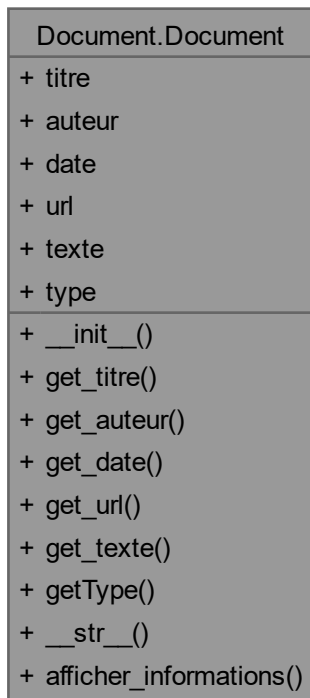 Document.Document
+ titre
+ auteur
+ date
+ url
+ texte
+ type
+ __init__()
+ get_titre()
+ get_auteur()
+ get_date()
+ get_url()
+ get_texte()
+ getType()
+ __str__()
+ afficher_informations()